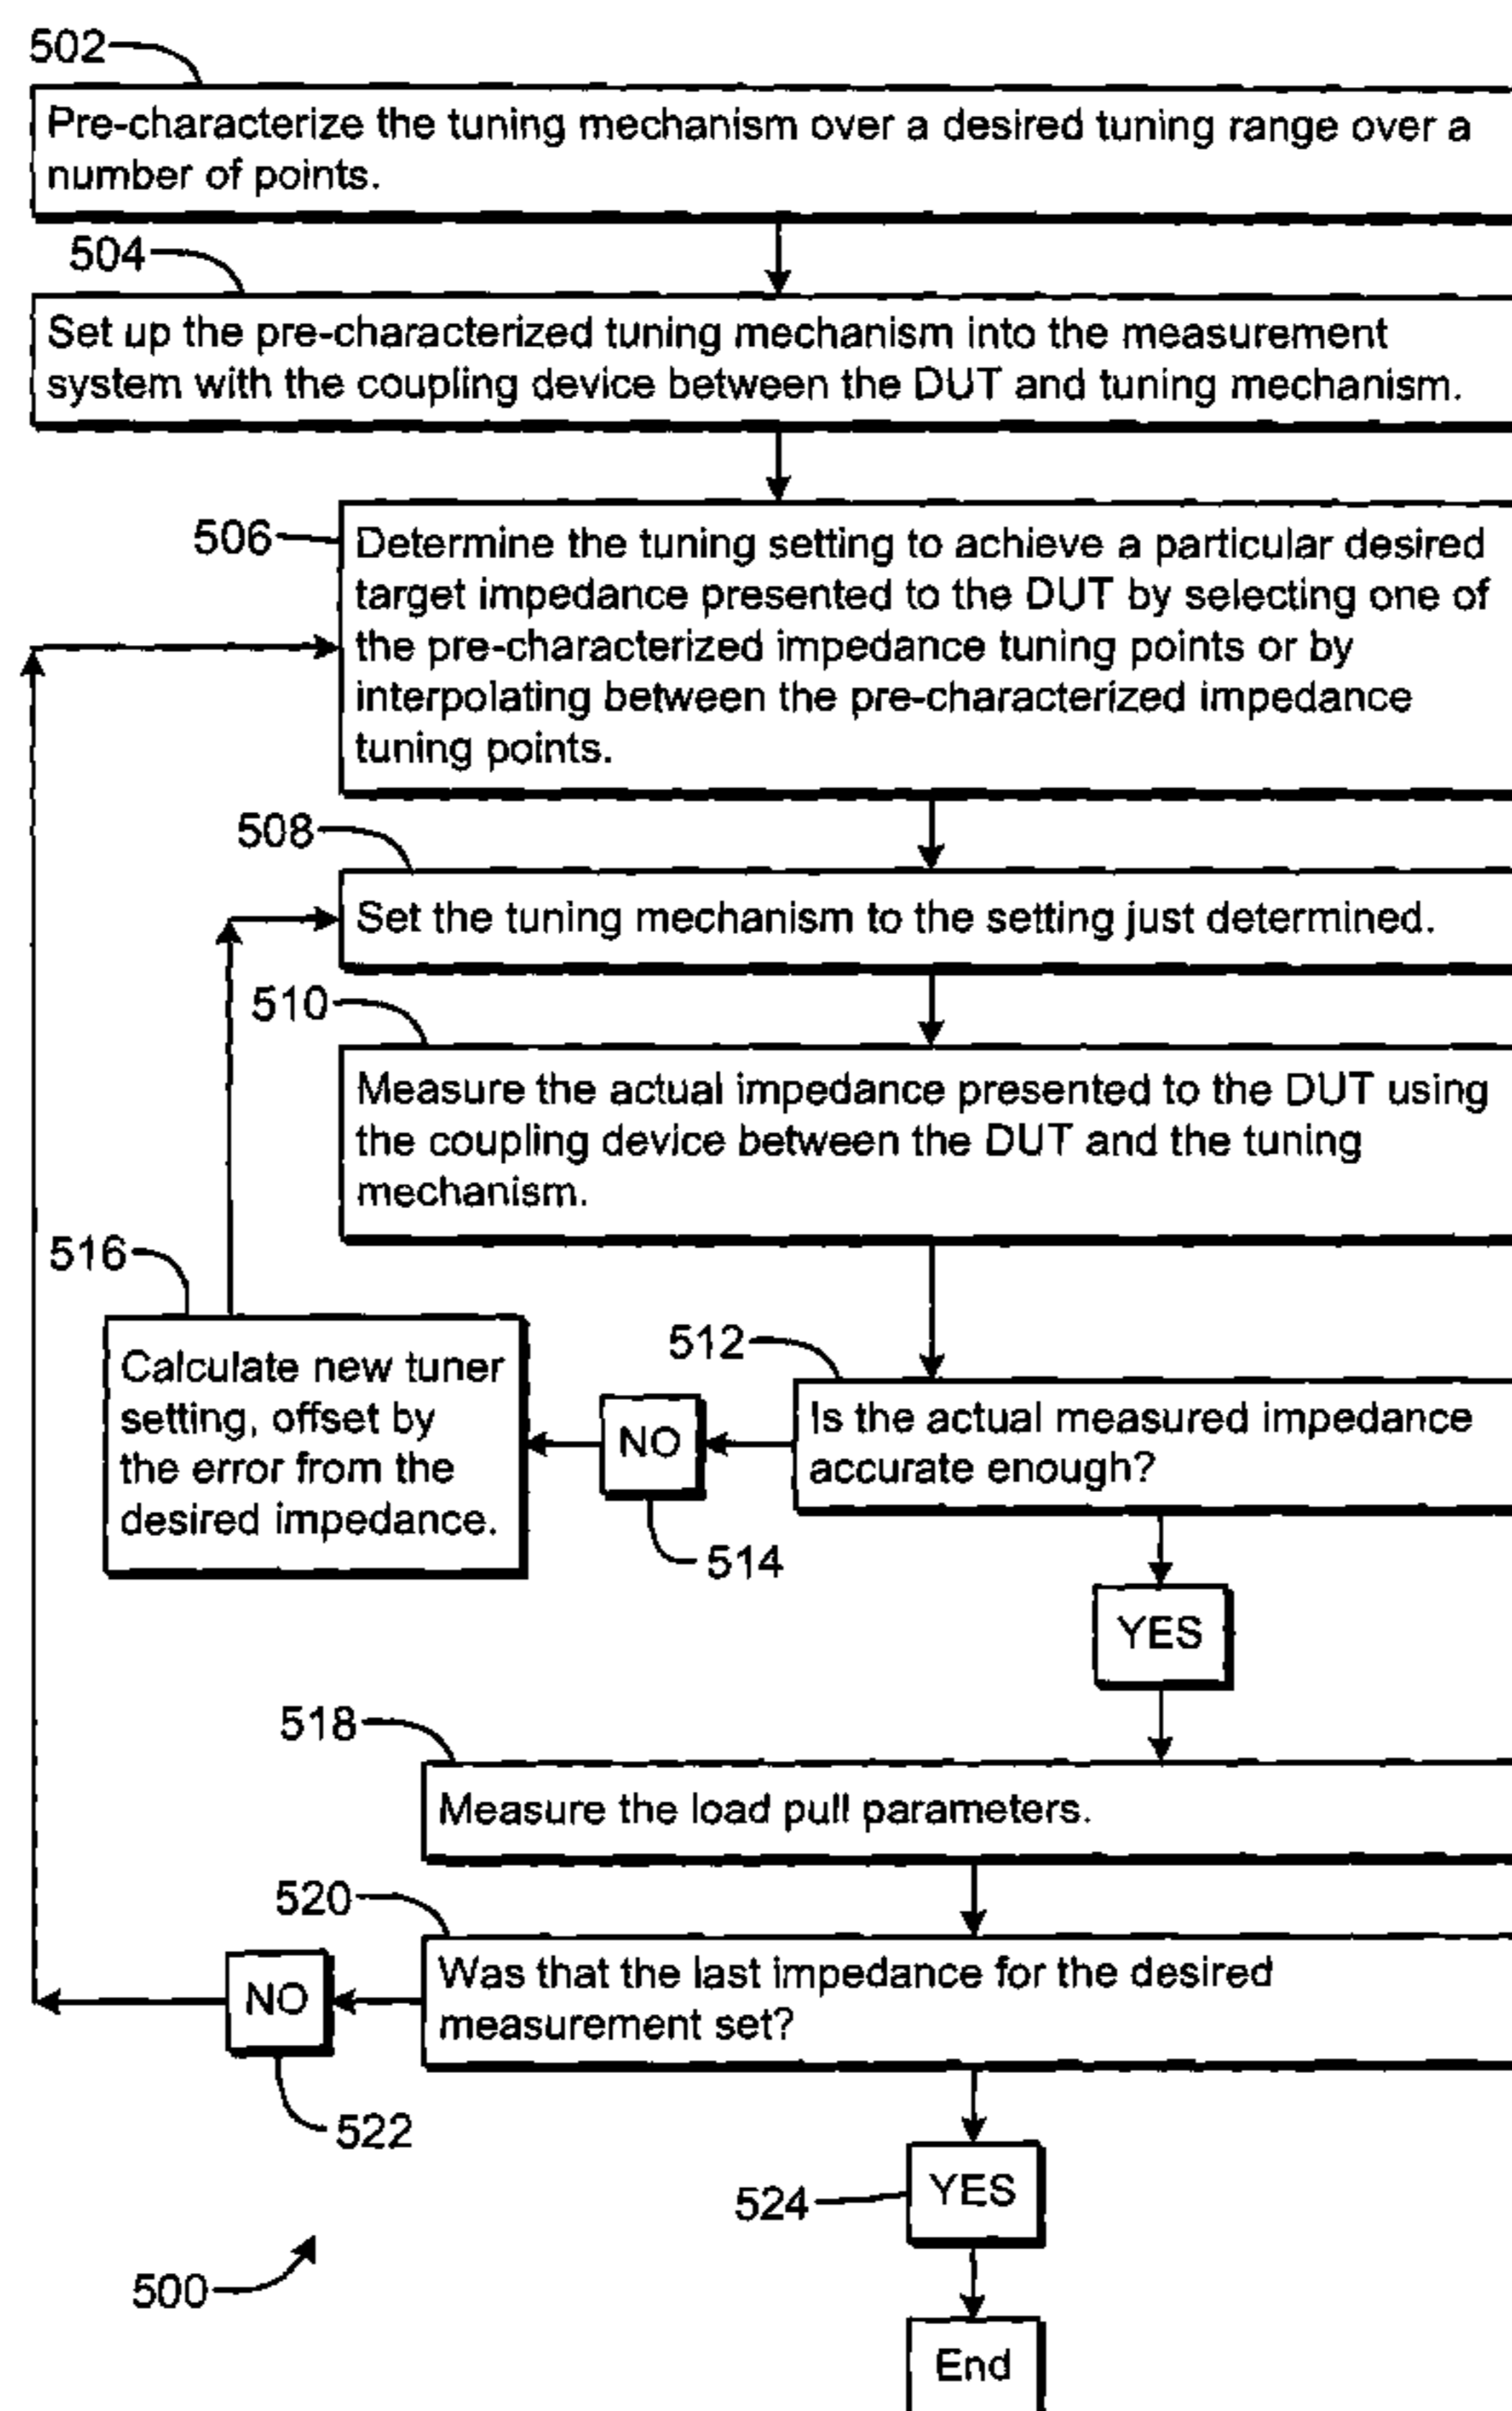 502
Pre-characterize the tuning mechanism over a desired tuning range over a
number of points.
504
Set up the pre-characterized tuning mechanism into the measurement
system with the coupling device between the DUT and tuning mechanism.
506
Determine the tuning setting to achieve a particular desired
target impedance presented to the DUT by selecting one of
the pre-characterized impedance tuning points or by
interpolating between the pre-characterized impedance
tuning points.
508
Set the tuning mechanism to the setting just determined.
510
Measure the actual impedance presented to the DUT using
the coupling device between the DUT and the tuning
mechanism.
512
Is the actual measured impedance
accurate enough?
NO
514
516
Calculate new tuner
setting, offset by
the error from the
desired impedance.
YES
518
Measure the load pull parameters.
520
Was that the last impedance for the desired
measurement set?
NO
522
524
YES
500
End